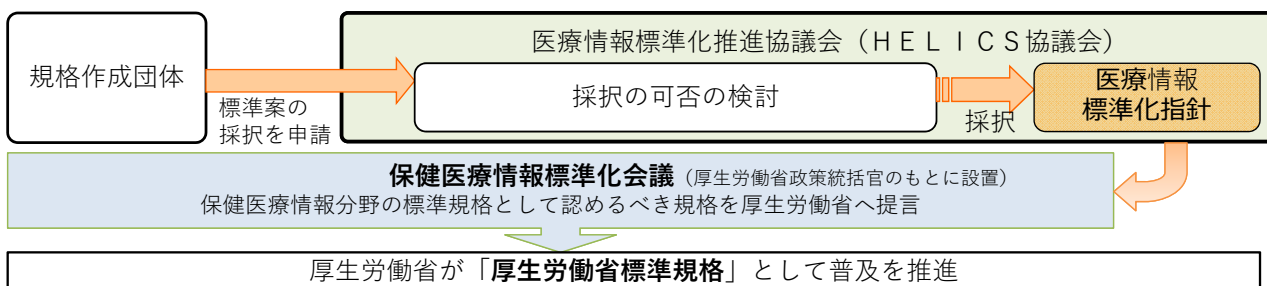 医療情報標準化推進協議会（ＨＥＬＩＣＳ協議会）
規格作成団体
標準案の
採択を申請
採択の可否の検討
採択
医療情報
標準化指針
保健医療情報標準化会議（厚生労働省政策統括官のもとに設置）
保健医療情報分野の標準規格として認めるべき規格を厚生労働省へ提言
厚生労働省が「厚生労働省標準規格」として普及を推進